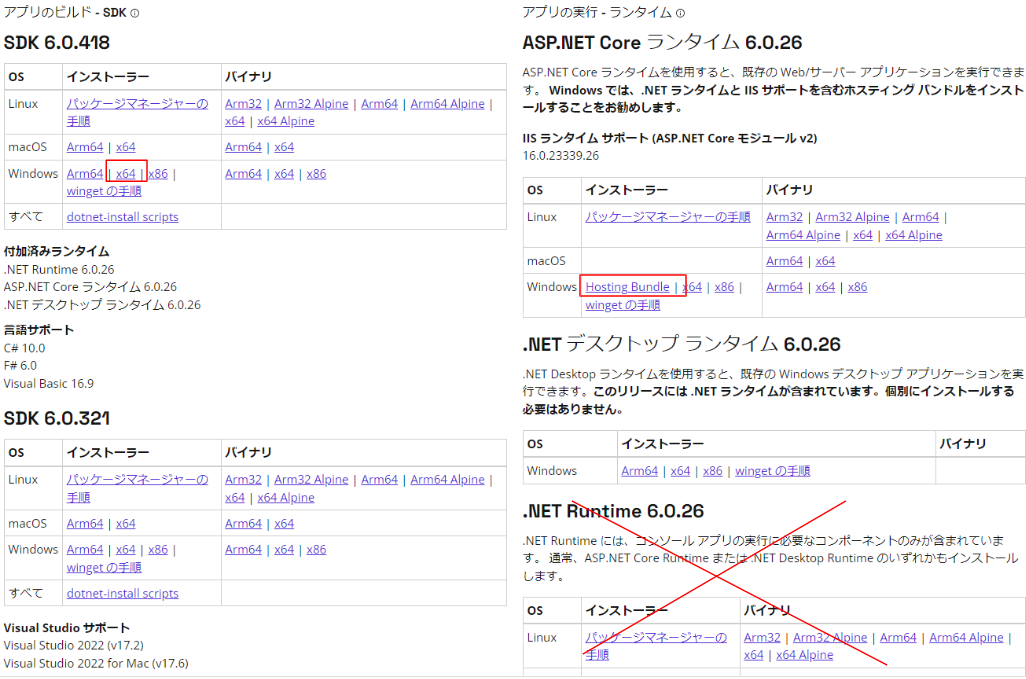 アプリのビルド - SDK ⓘ
SDK 6.0.418
OS インストーラー バイナリ
Linux パッケージマネージャーの Arm32 | Arm32 Alpine | Arm64 | Arm64 Alpine |
手順 x64 | x64 Alpine
macOS Arm64 | x64 Arm64 | x64
Windows Arm64 | x64 | x86 | Arm64 | x64 | x86
winget の手順
すべて dotnet-install scripts
付加済みランタイム
.NET Runtime 6.0.26
ASP.NET Core ランタイム 6.0.26
.NET デスクトップ ランタイム 6.0.26
言語サポート
C# 10.0
F# 6.0
Visual Basic 16.9
SDK 6.0.321
OS インストーラー バイナリ
Linux パッケージマネージャーの Arm32 | Arm32 Alpine | Arm64 | Arm64 Alpine |
手順 x64 | x64 Alpine
macOS Arm64 | x64 Arm64 | x64
Windows Arm64 | x64 | x86 | Arm64 | x64 | x86
winget の手順
すべて dotnet-install scripts
Visual Studio サポート
Visual Studio 2022 (v17.2)
Visual Studio 2022 for Mac (v17.6)
アプリの実行 - ランタイム ⓘ
ASP.NET Core ランタイム 6.0.26
ASP.NET Core ランタイムを使用すると、既存の Web/サーバー アプリケーションを実行できま
す。 Windows では、.NET ランタイムと IIS サポートを含むホスティング バンドルをインスト
ールすることをお勧めします。
IIS ランタイム サポート (ASP.NET Core モジュール v2)
16.0.23339.26
OS インストーラー バイナリ
Linux パッケージマネージャーの手順 Arm32 | Arm32 Alpine | Arm64 |
Arm64 Alpine | x64 | x64 Alpine
macOS Arm64 | x64
Windows Hosting Bundle | x64 | x86 | Arm64 | x64 | x86
winget の手順
.NET デスクトップ ランタイム 6.0.26
.NET Desktop ランタイムを使用すると、既存の Windows デスクトップ アプリケーションを実
行できます。このリリースには .NET ランタイムが含まれています。個別にインストールする
必要はありません。
OS インストーラー バイナリ
Windows Arm64 | x64 | x86 | winget の手順
.NET Runtime 6.0.26
.NET Runtime には、コンソール アプリの実行に必要なコンポーネントのみが含まれていま
す。 通常、ASP.NET Core Runtime または .NET Desktop Runtime のいずれかもインストール
します。
OS インストーラー バイナリ
Linux パッケージマネージャーの Arm32 | Arm32 Alpine | Arm64 | Arm64 Alpine |
手順 x64 | x64 Alpine